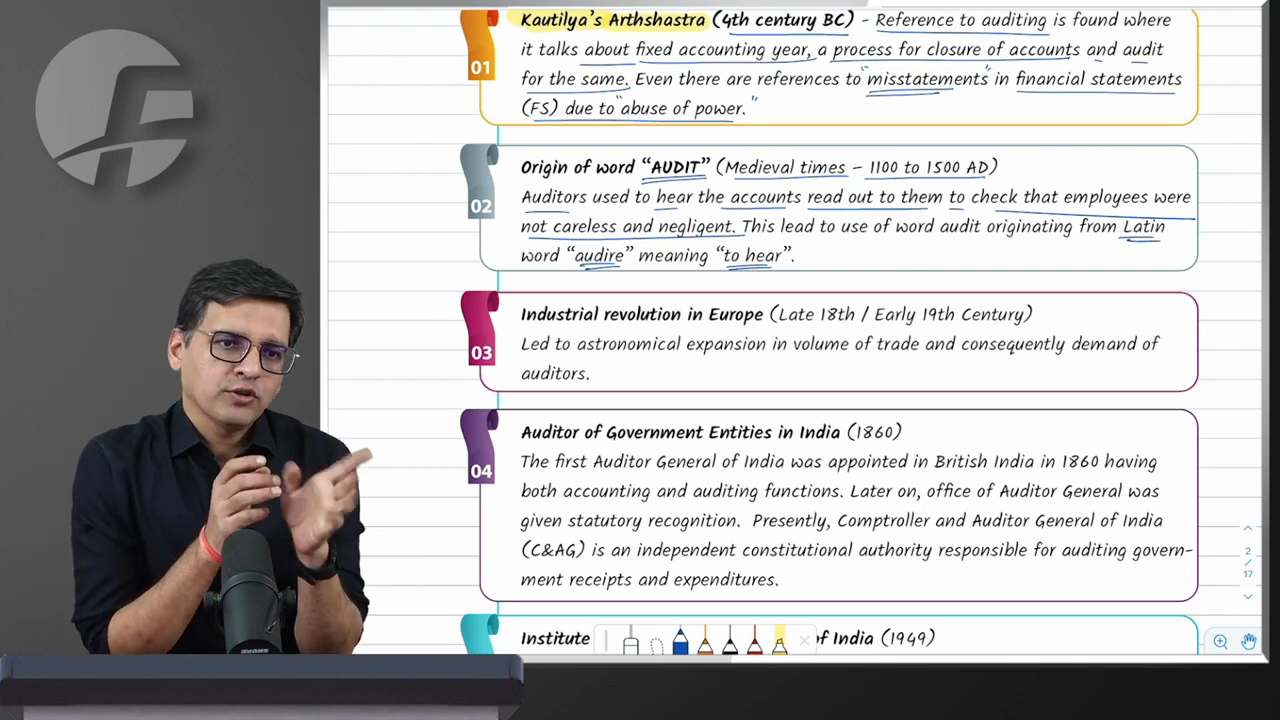 01
Kautilya's Arthshastra (4th century BC) - Reference to auditing is found where
it talks about fixed accounting year, a process for closure of accounts and audit
for the same. Even there are references to "misstatements" in financial statements
(FS) due to "abuse of power."
02
Origin of word “AUDIT” (Medieval times – 1100 to 1500 AD)
Auditors used to hear the accounts read out to them to check that employees were
not careless and negligent. This lead to use of word audit originating from Latin
word “audire” meaning “to hear”.
03
Industrial revolution in Europe (Late 18th / Early 19th Century)
Led to astronomical expansion in volume of trade and consequently demand of
auditors.
04
Auditor of Government Entities in India (1860)
The first Auditor General of India was appointed in British India in 1860 having
both accounting and auditing functions. Later on, office of Auditor General was
given statutory recognition. Presently, Comptroller and Auditor General of India
(C&AG) is an independent constitutional authority responsible for auditing govern-
ment receipts and expenditures.
2
/
17
Institute of India (1949)